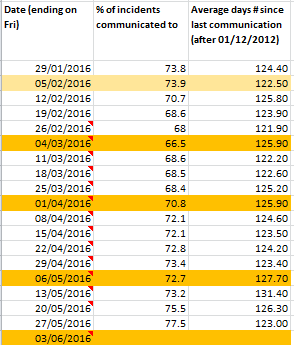 Date (ending on % of incidents Average days # since
Fri) communicated to last communication
(after 01/12/2012)
29/01/2016 73.8 124.40
05/02/2016 73.9 122.50
12/02/2016 70.7 125.80
19/02/2016 68.6 123.90
26/02/2016 68 121.90
04/03/2016 66.5 125.90
11/03/2016 68.6 122.20
18/03/2016 68.5 122.60
25/03/2016 68.4 125.20
01/04/2016 70.8 125.90
08/04/2016 72.1 124.60
15/04/2016 72.1 123.50
22/04/2016 72.8 124.20
29/04/2016 73.4 123.40
06/05/2016 72.7 127.70
13/05/2016 73.2 131.40
20/05/2016 75.5 126.30
27/05/2016 77.5 123.00
03/06/2016